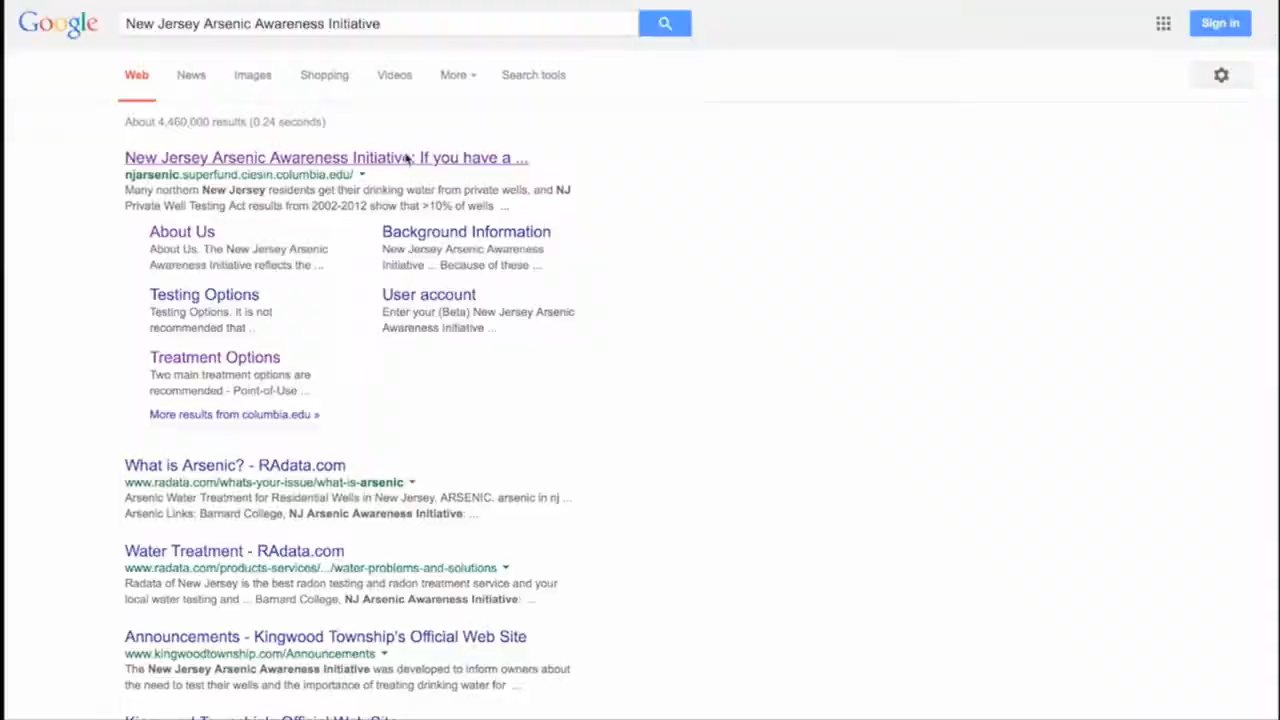 Google
New Jersey Arsenic Awareness Initiative
Sign in
Web News Images Shopping Videos More Search tools
About 4,460,000 results (0.24 seconds)
New Jersey Arsenic Awareness Initiative: If you have a ...
njarsenic.superfund.ciesin.columbia.edu/
Many northern New Jersey residents get their drinking water from private wells, and NJ
Private Well Testing Act results from 2002-2012 show that >10% of wells ...
About Us
About Us. The New Jersey Arsenic
Awareness Initiative reflects the ...
Background Information
New Jersey Arsenic Awareness
Initiative ... Because of these ...
Testing Options
Testing Options. It is not
recommended that ..
User account
Enter your (Beta) New Jersey Arsenic
Awareness Initiative ...
Treatment Options
Two main treatment options are
recommended - Point-of-Use ...
More results from columbia.edu »
What is Arsenic? - RAdata.com
www.radata.com/whats-your-issue/what-is-arsenic
Arsenic Water Treatment for Residential Wells in New Jersey. ARSENIC. arsenic in nj ...
Arsenic Links: Barnard College, NJ Arsenic Awareness Initiative: ...
Water Treatment - RAdata.com
www.radata.com/products-services/.../water-problems-and-solutions
Radata of New Jersey is the best radon testing and radon treatment service and your
local water testing and ... Barnard College, NJ Arsenic Awareness Initiative: ...
Announcements - Kingwood Township's Official Web Site
www.kingwoodtownship.com/Announcements
The New Jersey Arsenic Awareness Initiative was developed to inform owners about
the need to test their wells and the importance of treating drinking water for ...